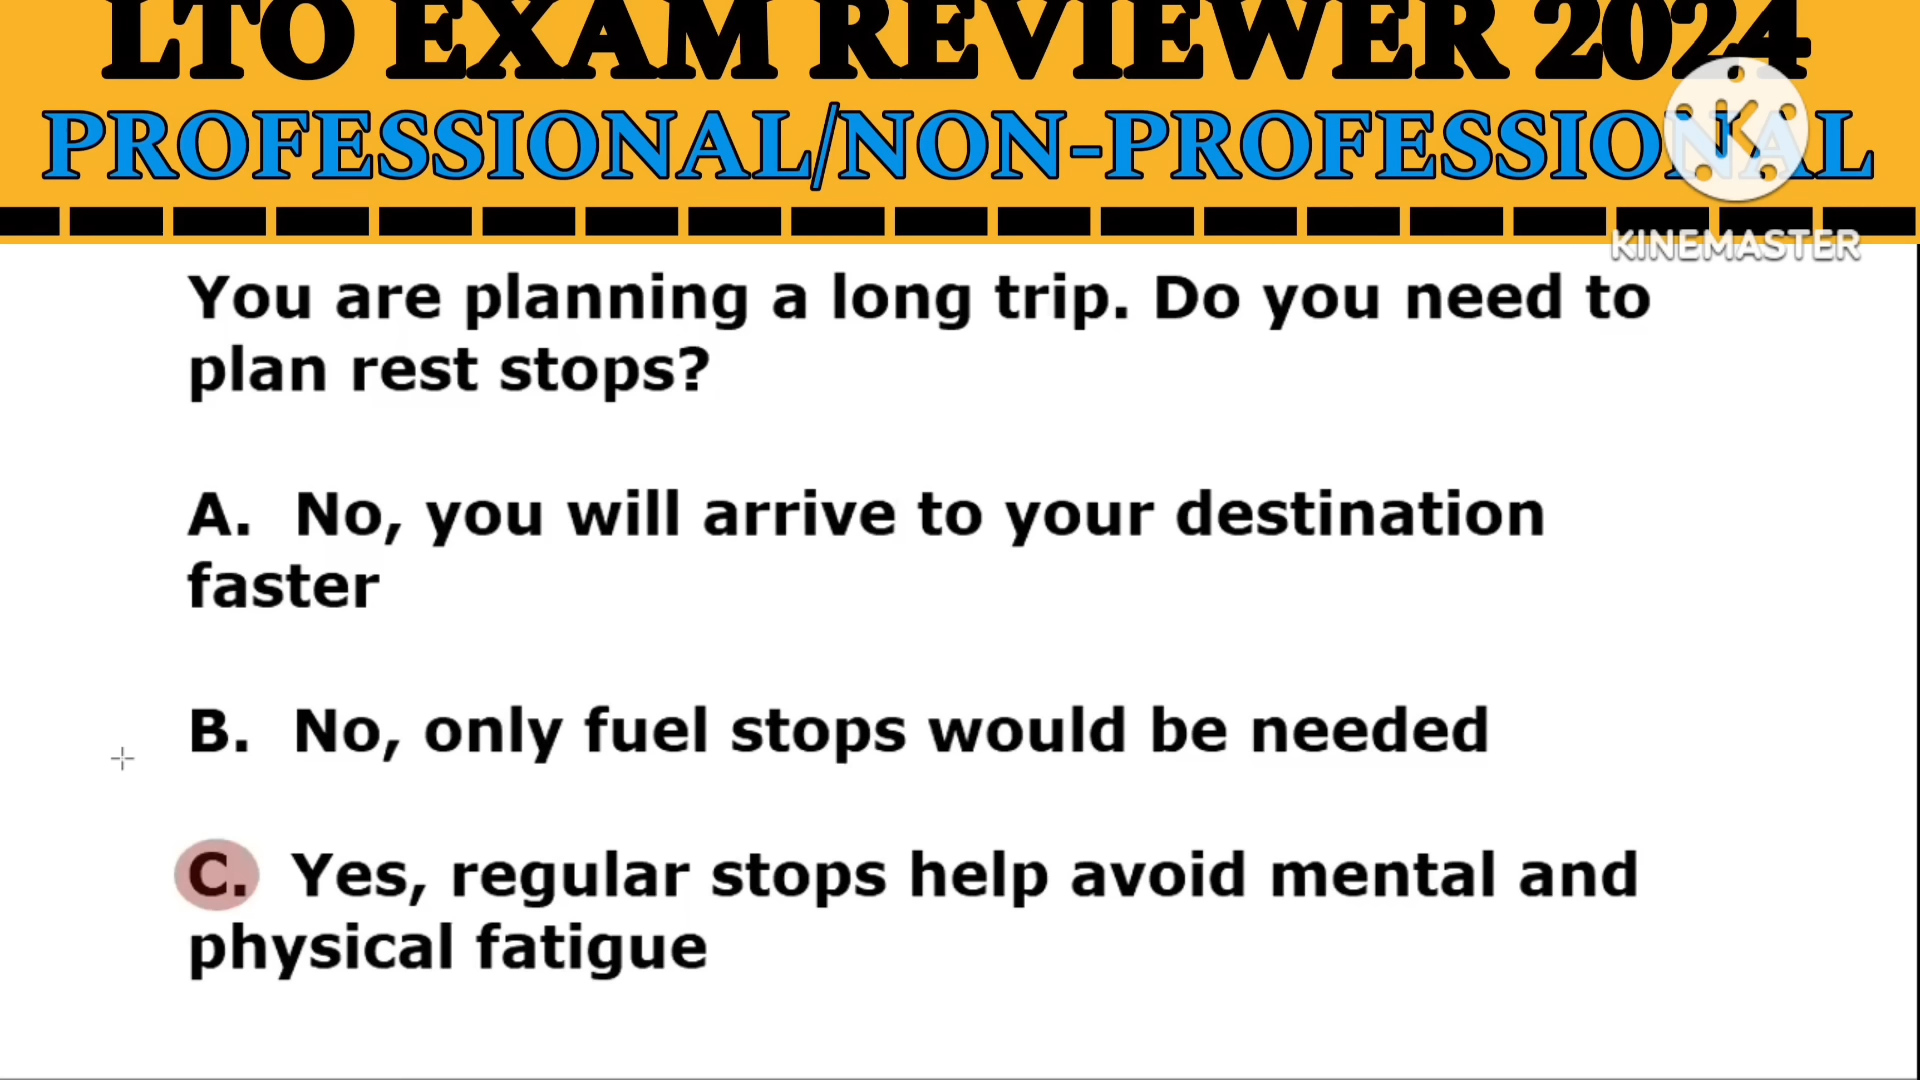 LTO EXAM REVIEWER 2024
PROFESSIONAL/NON-PROFESSIONAL
KINEMASTER
You are planning a long trip. Do you need to
plan rest stops?
A. No, you will arrive to your destination
faster
B. No, only fuel stops would be needed
C. Yes, regular stops help avoid mental and
physical fatigue